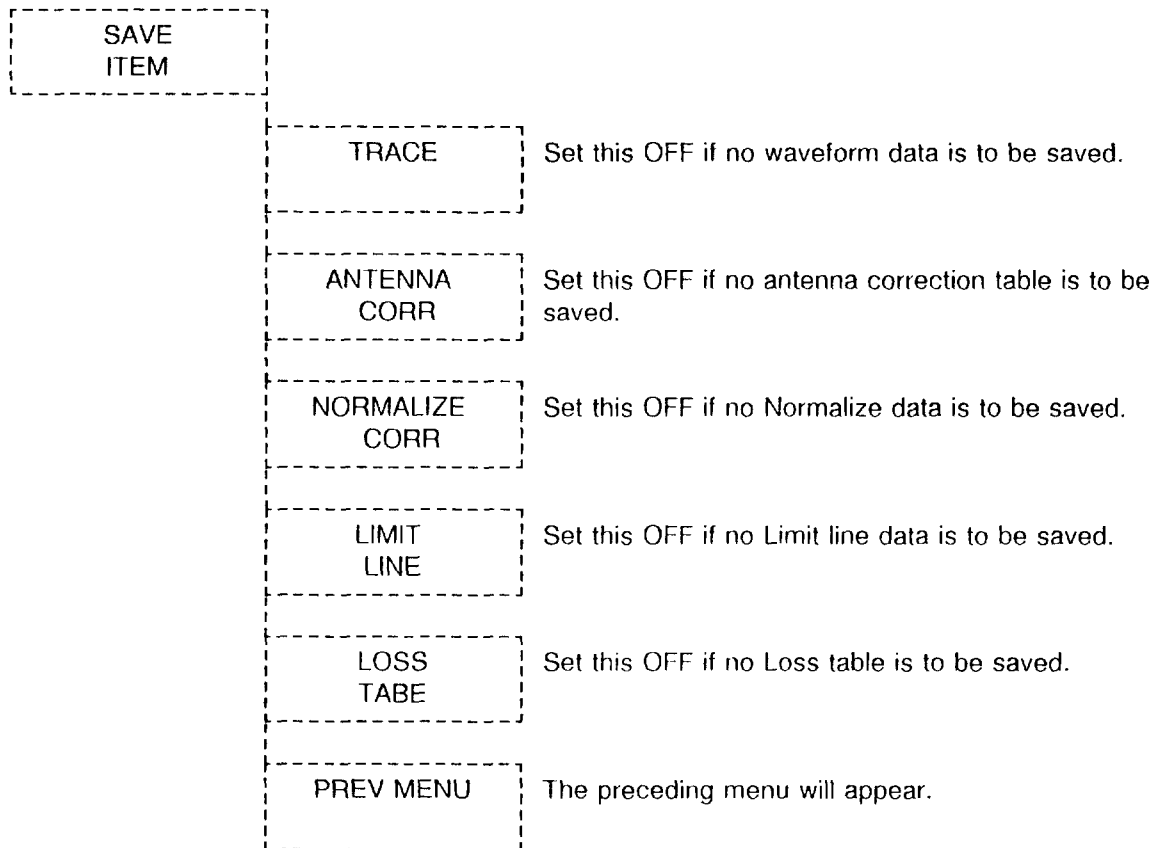 SAVE
ITEM
TRACE
Set this OFF if no waveform data is to be saved.
ANTENNA
CORR
Set this OFF if no antenna correction table is to be
saved.
NORMALIZE
CORR
Set this OFF if no Normalize data is to be saved.
LIMIT
LINE
Set this OFF if no Limit line data is to be saved.
LOSS
TABE
Set this OFF if no Loss table is to be saved.
PREV MENU
The preceding menu will appear.